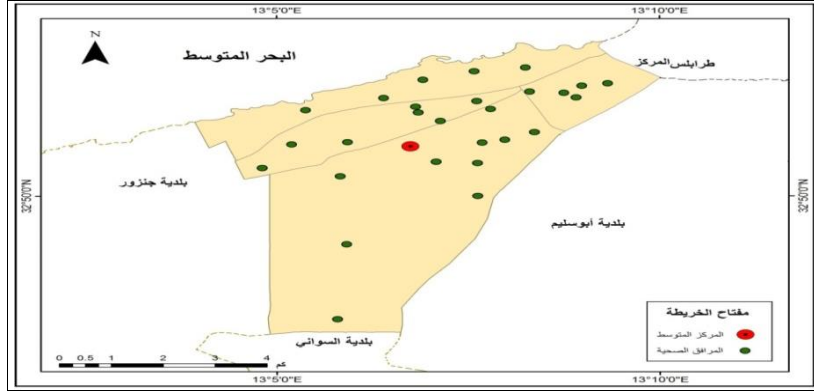 13°5'0"E
13°10'0"E
N
البحر المتوسط
طرابلس المركز
بلدية جنزور
32°50'0"N
32°50'0"N
بلدية أبوسليم
مفتاح الخريطة
المركز المتوسط
المرافق الصحية
بلدية السواني
0 0.5 1 2 3 4
كم
13°5'0"E
13°10'0"E